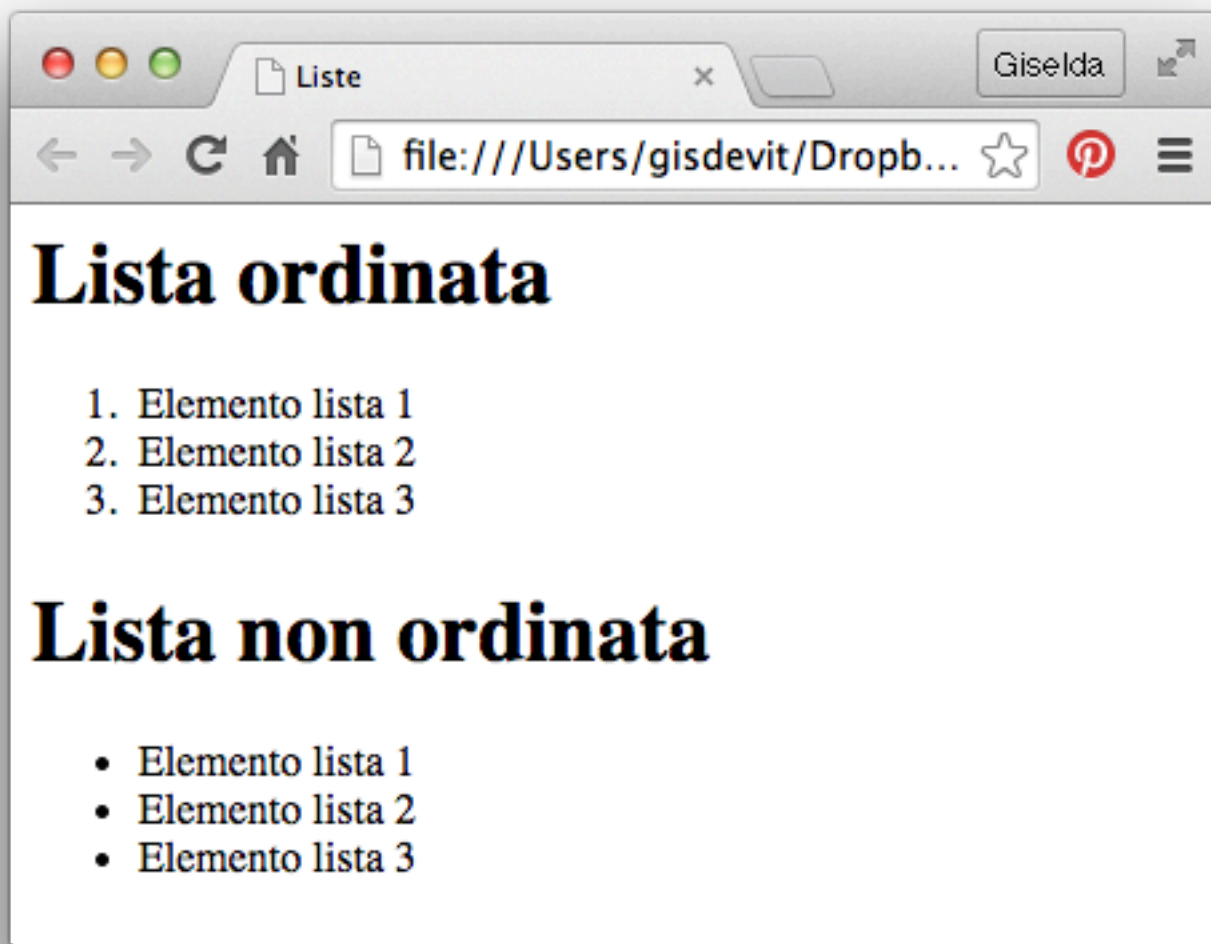 Liste
Giselda
file:///Users/gisdevit/Dropb...
Lista ordinata
1. Elemento lista 1
2. Elemento lista 2
3. Elemento lista 3
Lista non ordinata
• Elemento lista 1
• Elemento lista 2
• Elemento lista 3